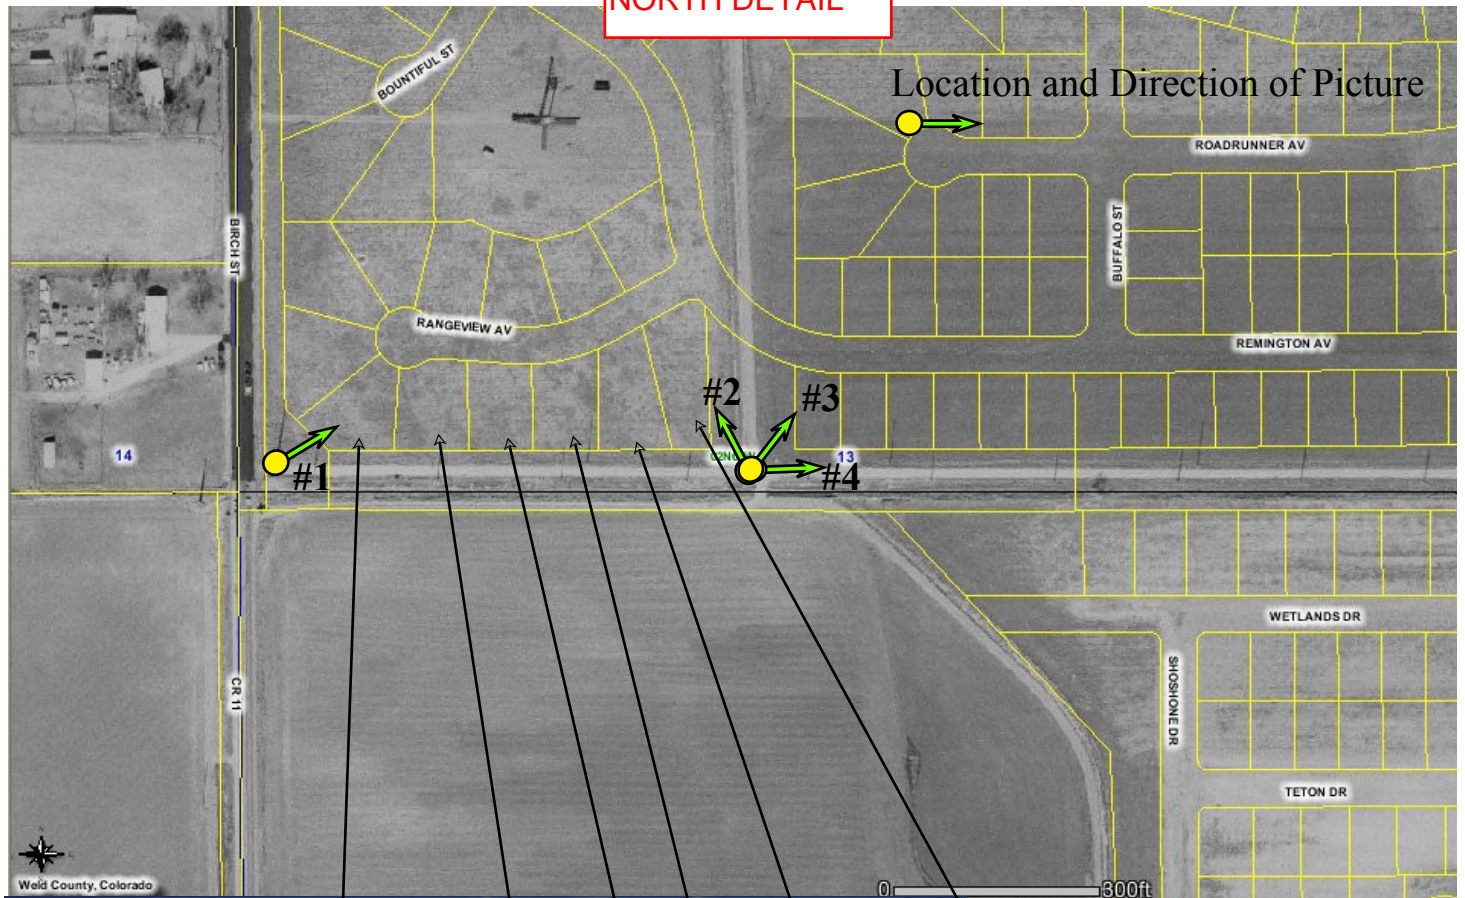 NORTH DETAIL
BOUNTIFUL ST
Location and Direction of Picture
ROADRUNNER AV
BIRCH ST
BUFFALO ST
RANGEVIEW AV
REMINGTON AV
#2
#3
14
13
#1
#4
WETLANDS DR
CR 11
SHOSHONE DR
TETON DR
Weld County, Colorado
0
300ft